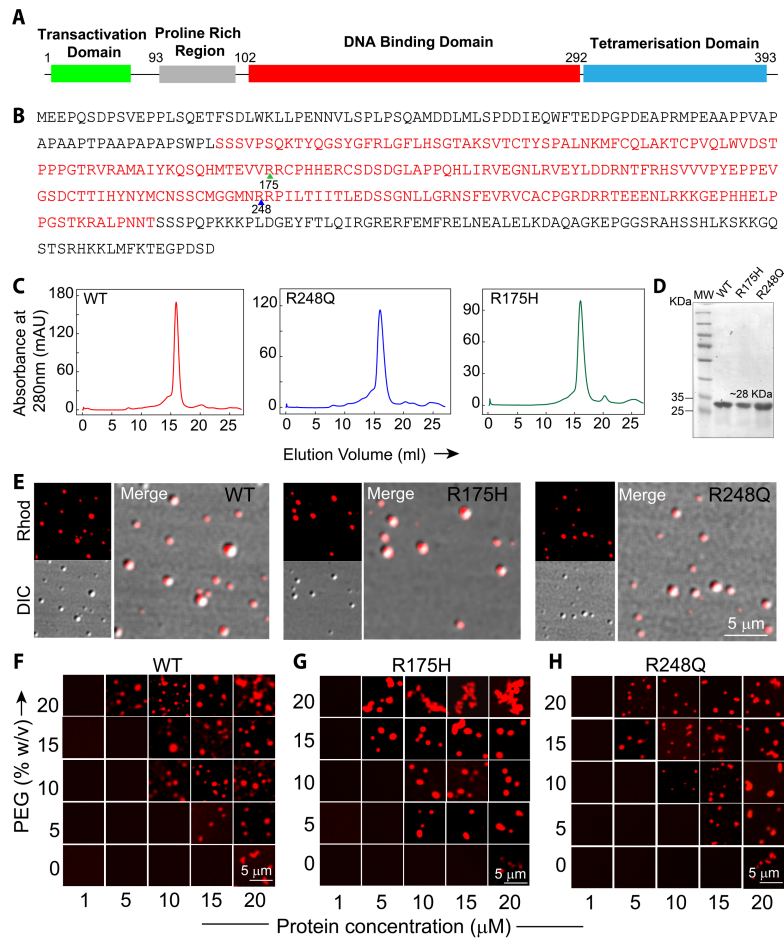 A
Transactivation Domain
Proline Rich Region
DNA Binding Domain
Tetramerisation Domain
1 93 102 292 393
B
MEEPQSDPSVEPPLSQETFSDLWKLLPENNVLSPLPSQAMDDLMLSPDDIEQWFTEDPGPDEAPRMPEAAPPVAP
APAAPTPAAPAPAPSWPLSSSVPSQKTYQGSYGFRLGFLHSGTAKSVTCTYSPALNKMFCQLAKTCPVQLWVDST
PPPGTRVRAMAIYKQSQHMTEVVRRCPHHERCSDSDGLAPPQHLIRVEGNLRVEYLDDRNTFRHSVVVPYEPPEV
175
GSDCTTIHYNYMCNSSCMGGMNRRPILTIITLEDSSGNLLGRNSFEVRVCACPGRDRRTEEENLRKKGEPHHELP
248
PGSTKRALPNNTSSSPQPKKKPLDGEYFTLQIRGRERFEMFRELNEALELKDAQAGKEPGGSRAHSSHLKSKKGQ
STSRHKKLMFKTEGPDSD
C
Absorbance at 280nm (mAU)
WT
180
120
60
0
0 5 10 15 20 25
R248Q
120
60
0
0 5 10 15 20 25
R175H
90
60
30
0
0 5 10 15 20 25
Elution Volume (ml)
D
KDa MW WT R175H R248Q
35
25
~28 KDa
E
Rhod
DIC
Merge WT
Merge R175H
Merge R248Q
5 μm
F WT
G R175H
H R248Q
PEG (% w/v)
20 20 20
15 15 15
10 10 10
5 5 5
0 0 0
5 μm 5 μm 5 μm
1 5 10 15 20 1 5 10 15 20 1 5 10 15 20
Protein concentration (μM)